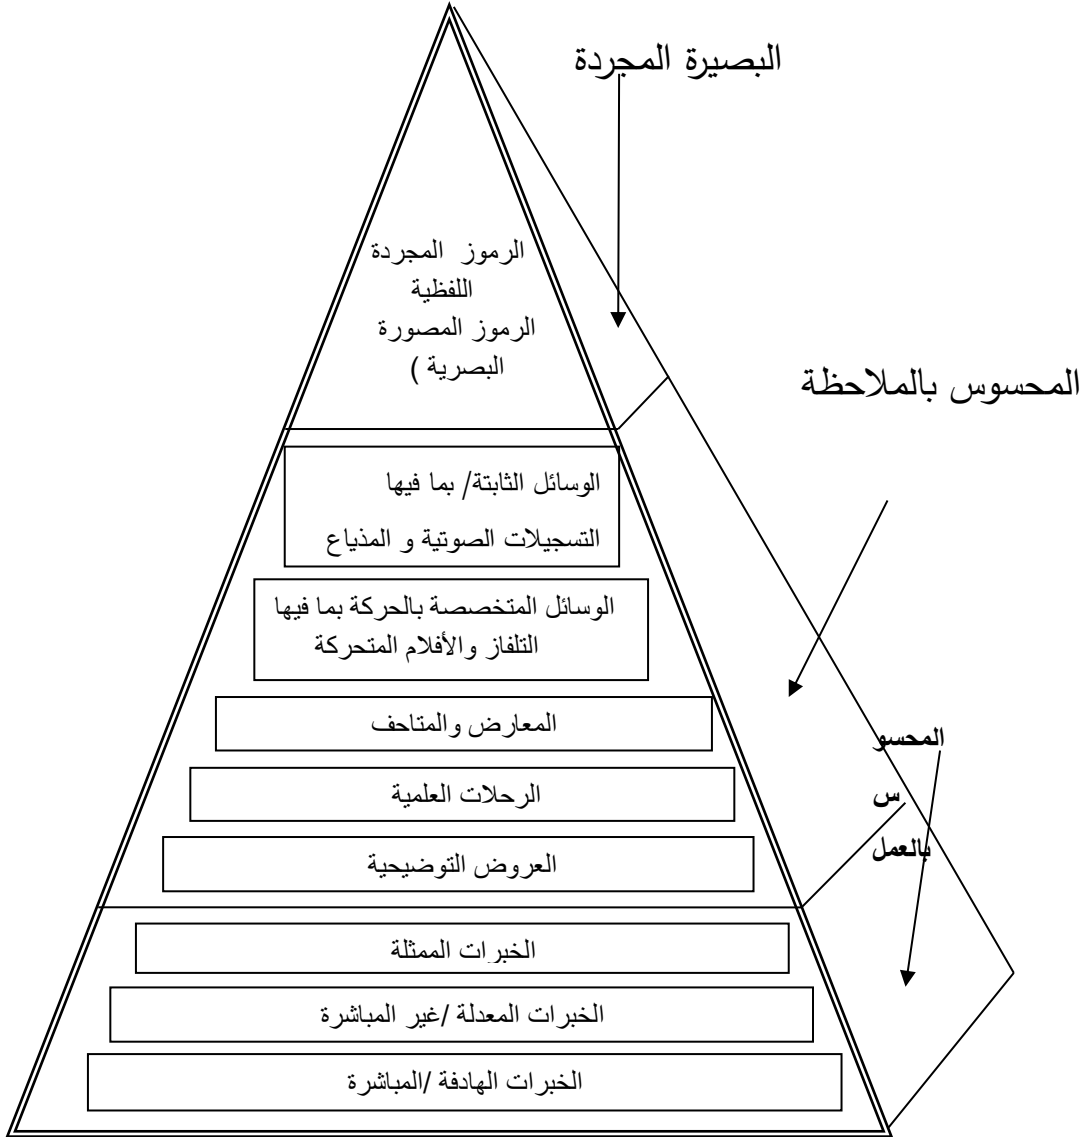 البصيرة المجردة
الرموز المجردة
اللفظية
الرموز المصورة
البصرية )
المحسوس بالملاحظة
الوسائل الثابتة/ بما فيها
التسجيلات الصوتية و المذياع
الوسائل المتخصصة بالحركة بما فيها
التلفاز والأفلام المتحركة
المعارض والمتاحف
المحسو
س
بالعمل
الرحلات العلمية
العروض التوضيحية
الخبرات الممثلة
الخبرات المعدلة /غير المباشرة
الخبرات الهادفة /المباشرة